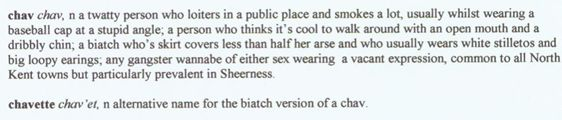 chav chav, n a twatty person who loiters in a public place and smokes a lot, usually whilst wearing a
baseball cap at a stupid angle; a person who thinks it's cool to walk around with an open mouth and a
dribbly chin; a biatch who's skirt covers less than half her arse and who usually wears white stilletos and
big loopy earings; any gangster wannabe of either sex wearing a vacant expression, common to all North
Kent towns but particularly prevalent in Sheerness.
chavette chav'et, n alternative name for the biatch version of a chav.